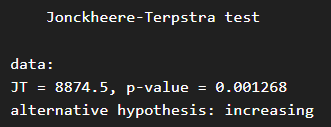 Jonckheere-Terpstra test
data:
JT = 8874.5, p-value = 0.001268
alternative hypothesis: increasing